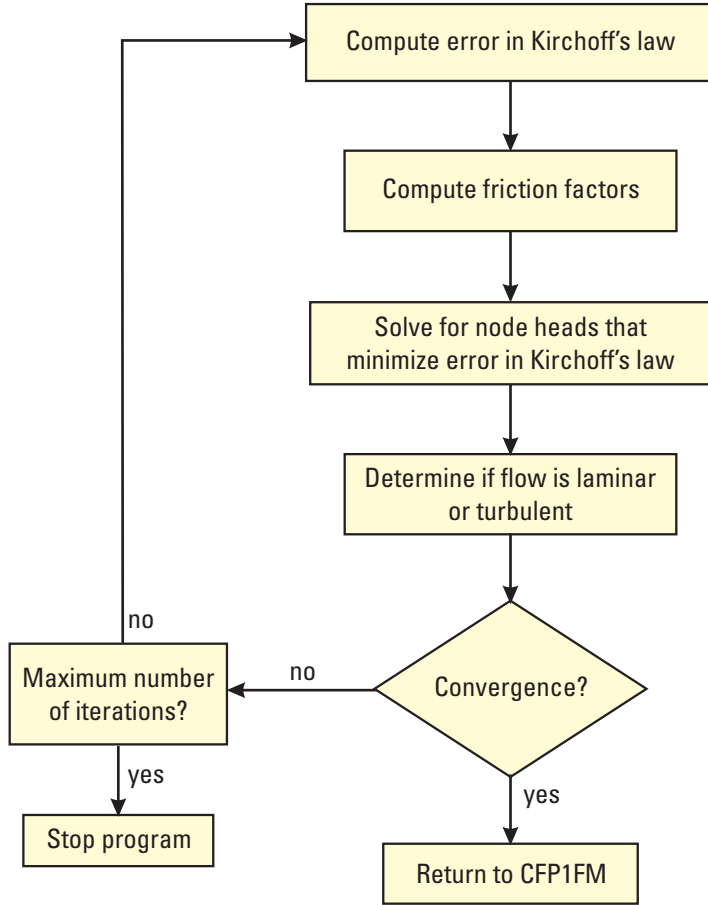 Compute error in Kirchoff's law
Compute friction factors
Solve for node heads that
minimize error in Kirchoff's law
Determine if flow is laminar
or turbulent
Convergence?
no
Maximum number
of iterations?
no
yes
Stop program
yes
Return to CFP1FM